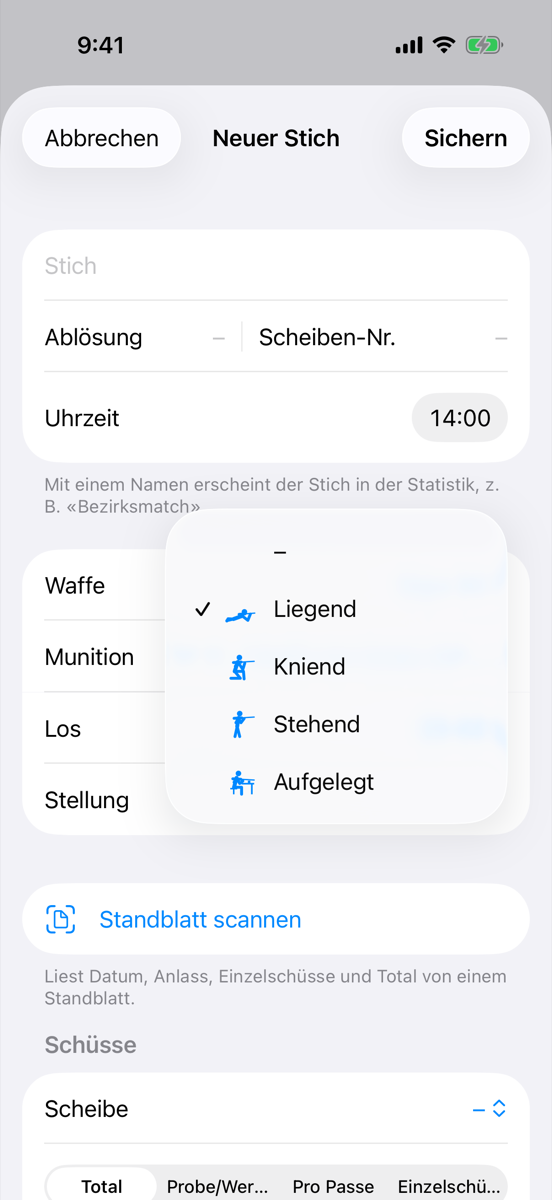 9:41
Abbrechen Neuer Stich Sichern
Stich
Ablösung – Scheiben-Nr. –
Uhrzeit 14:00
Mit einem Namen erscheint der Stich in der Statistik, z.
B. «Bezirksmatch»
–
Waffe
✓ Liegend
Munition
Kniend
Los
Stehend
Stellung
Aufgelegt
Standblatt scannen
Liest Datum, Anlass, Einzelschüsse und Total von einem
Standblatt.
Schüsse
Scheibe –
Total Probe/Wer... Pro Passe Einzelschü...